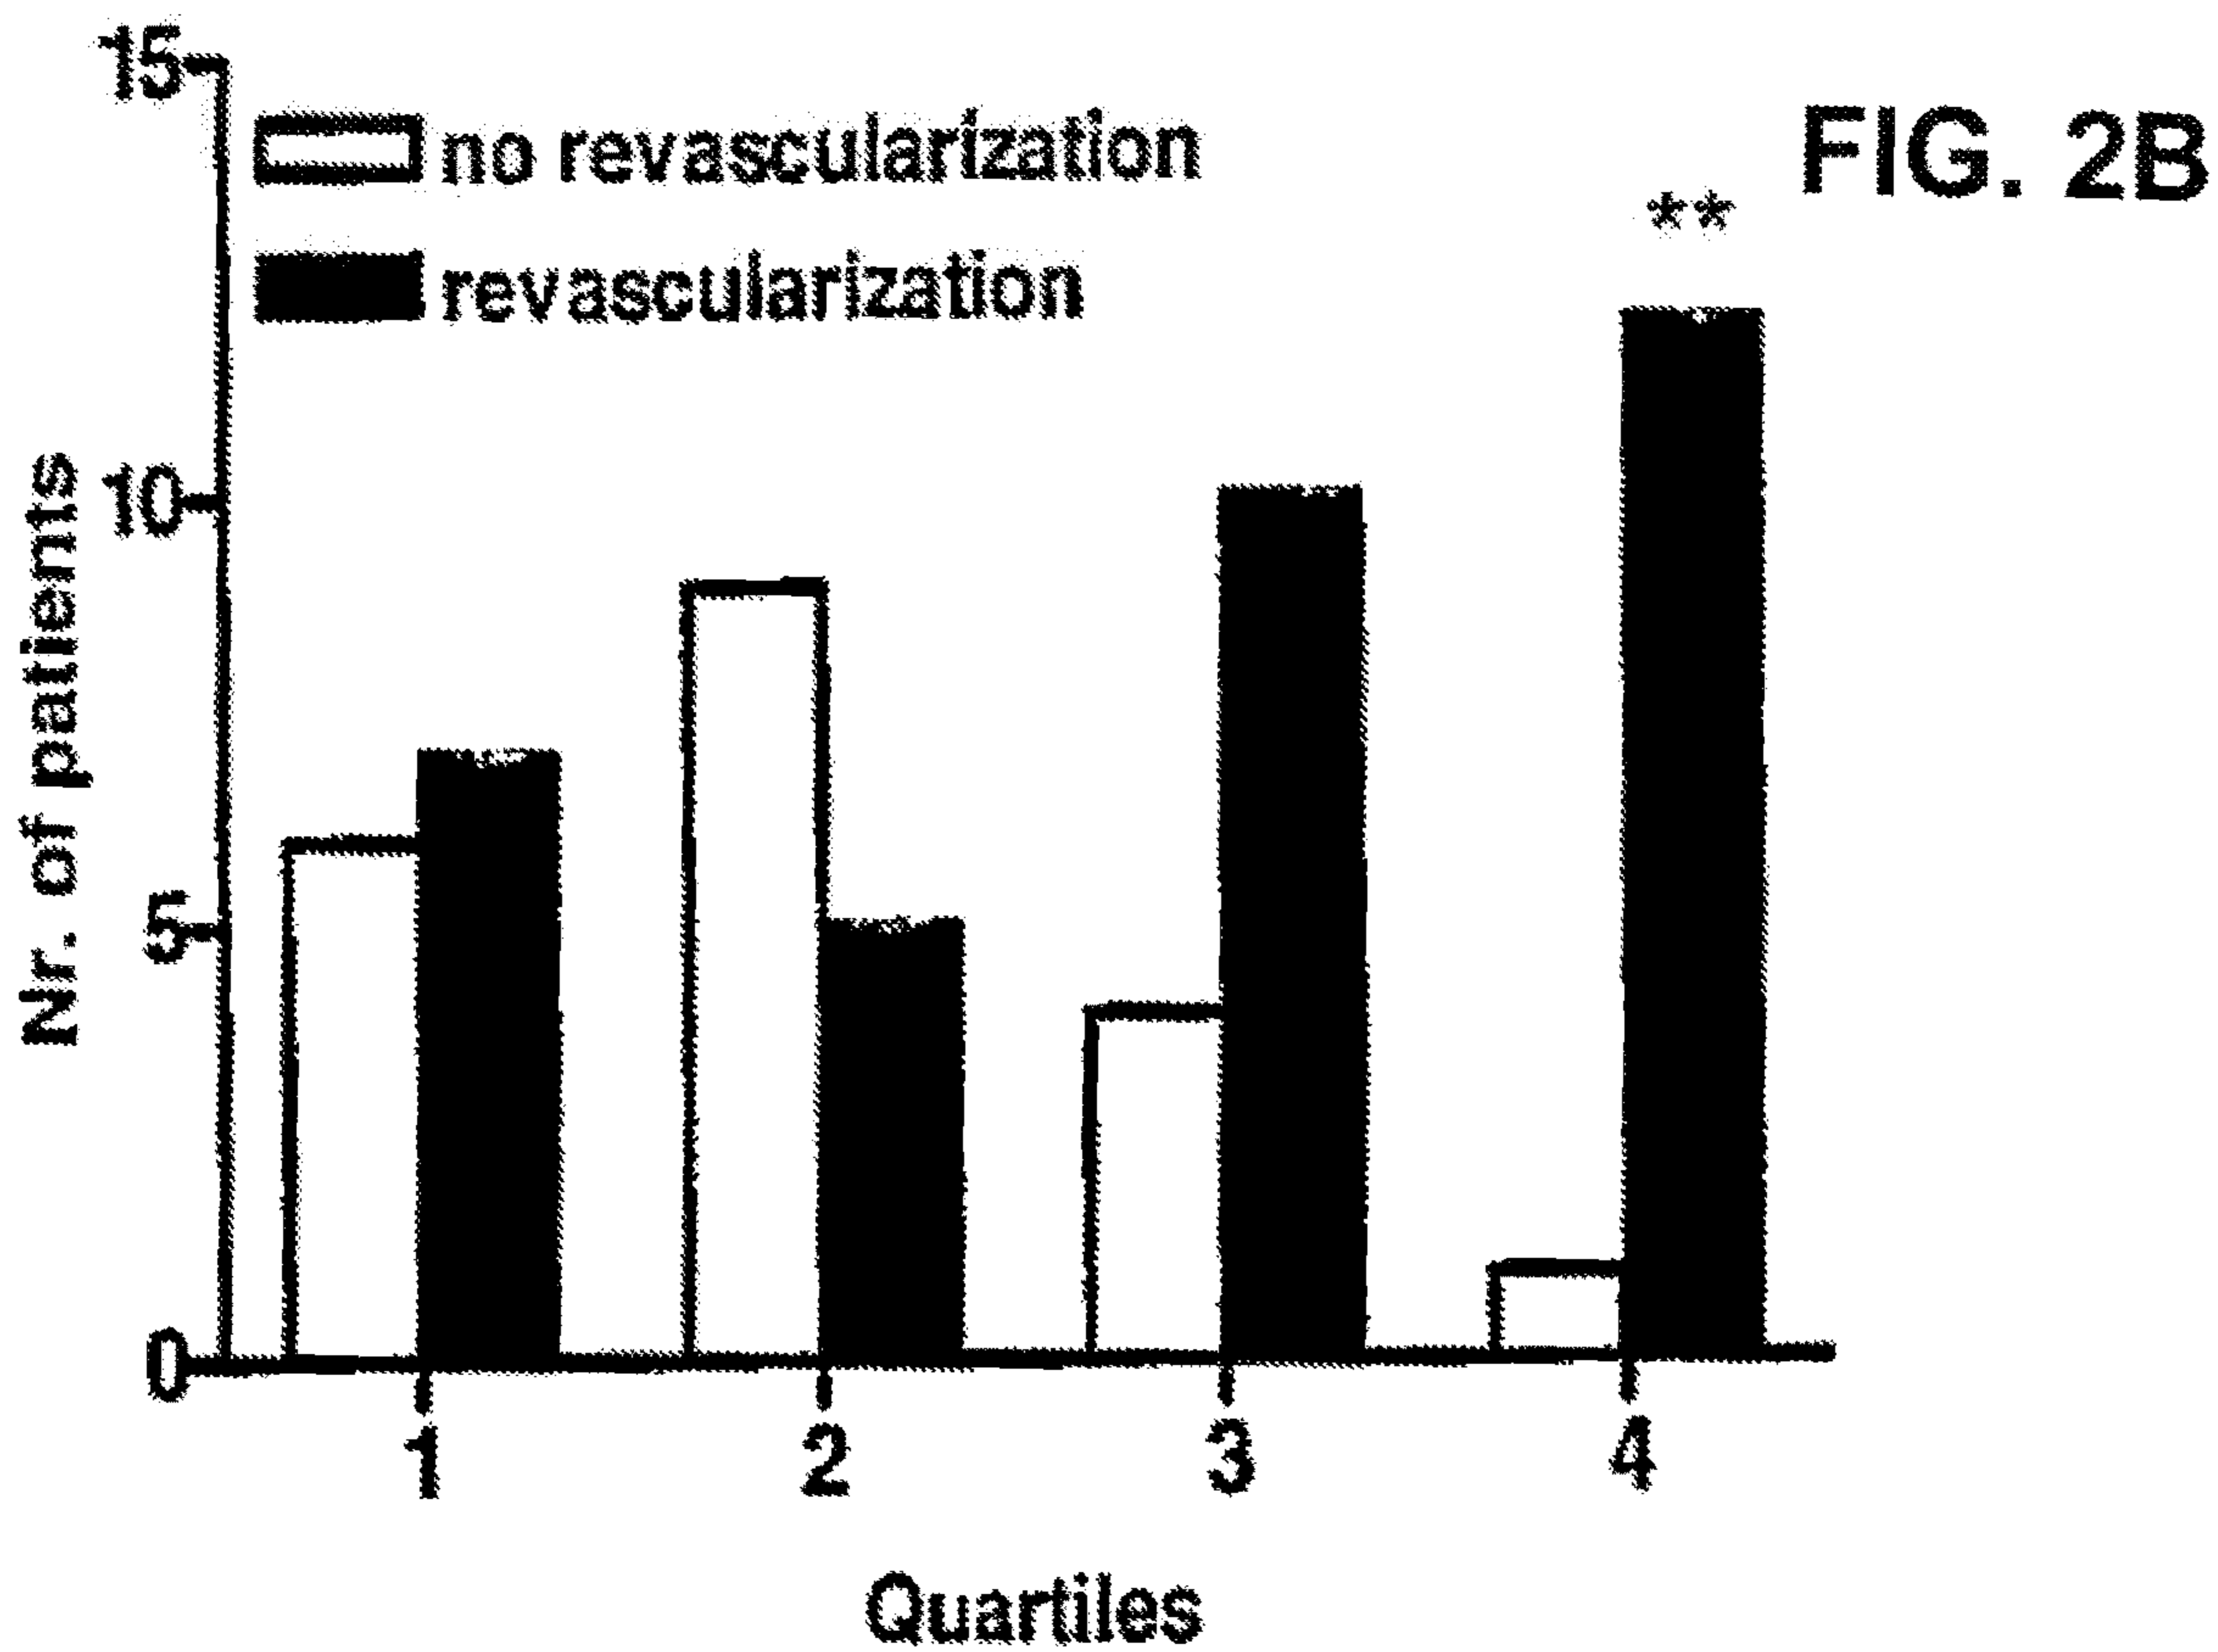 FIG. 2B
15
no revascularization
**
revascularization
10
5
0
Nr. of patients
1 2 3 4
Quartiles